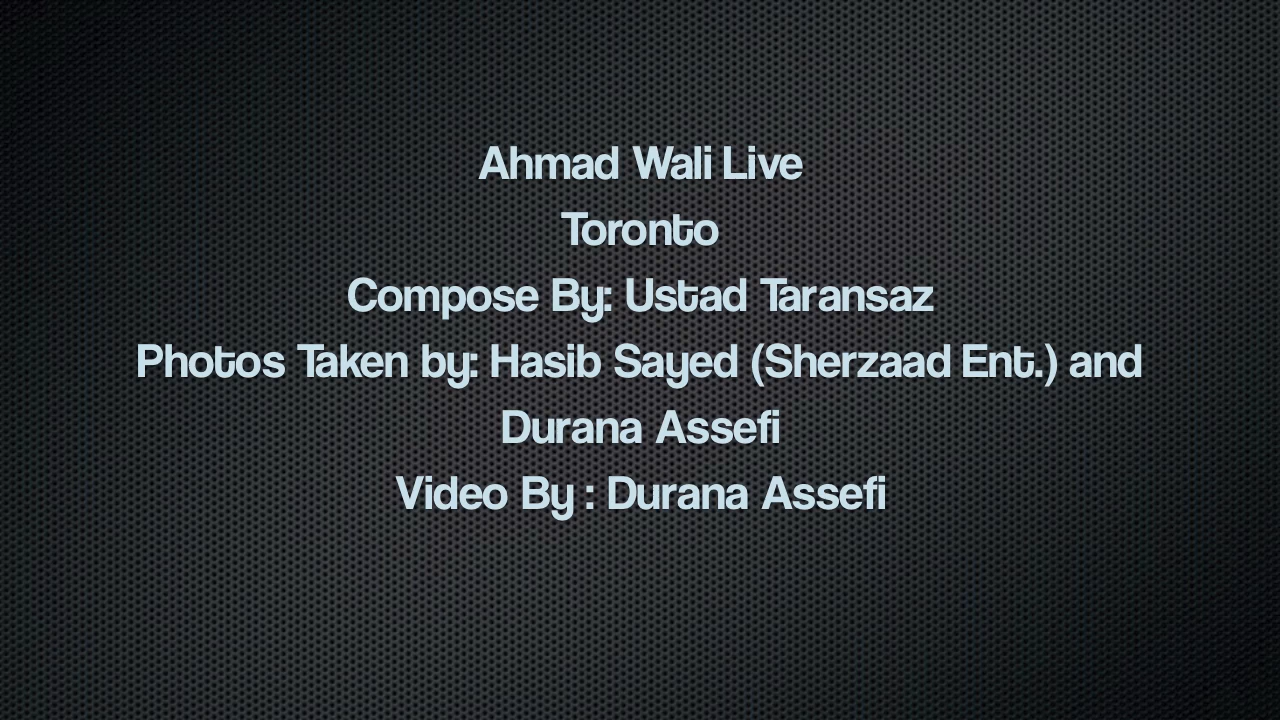 Ahmad Wali Live
Toronto
Compose By: Ustad Taransaz
Photos Taken by: Hasib Sayed (Sherzaad Ent.) and
Durana Assefi
Video By : Durana Assefi